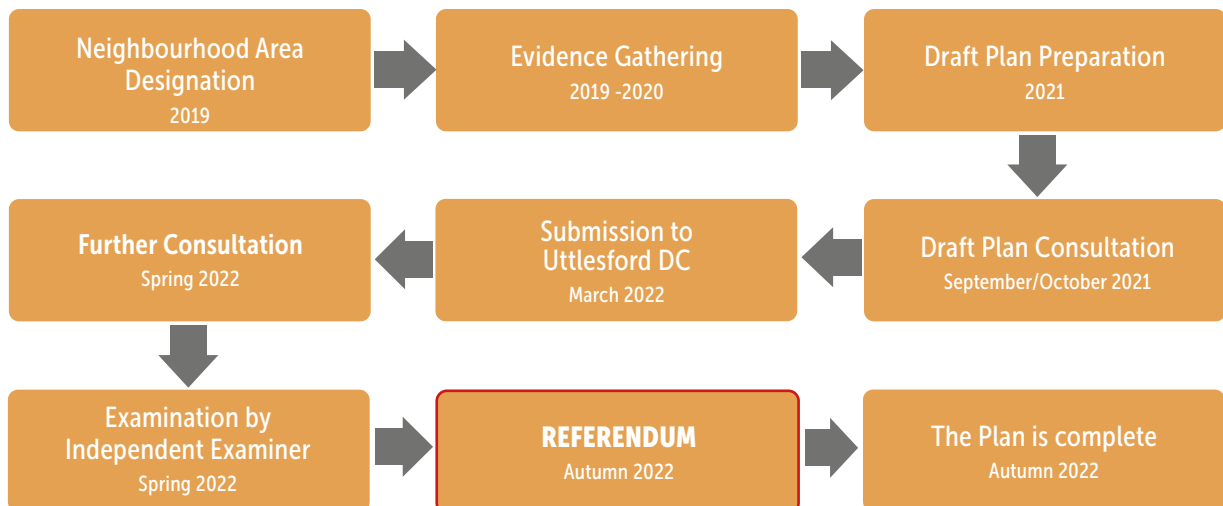 Neighbourhood Area
Designation
2019
Evidence Gathering
2019 -2020
Draft Plan Preparation
2021
Draft Plan Consultation
September/October 2021
Submission to
Uttlesford DC
March 2022
Further Consultation
Spring 2022
Examination by
Independent Examiner
Spring 2022
REFERENDUM
Autumn 2022
The Plan is complete
Autumn 2022